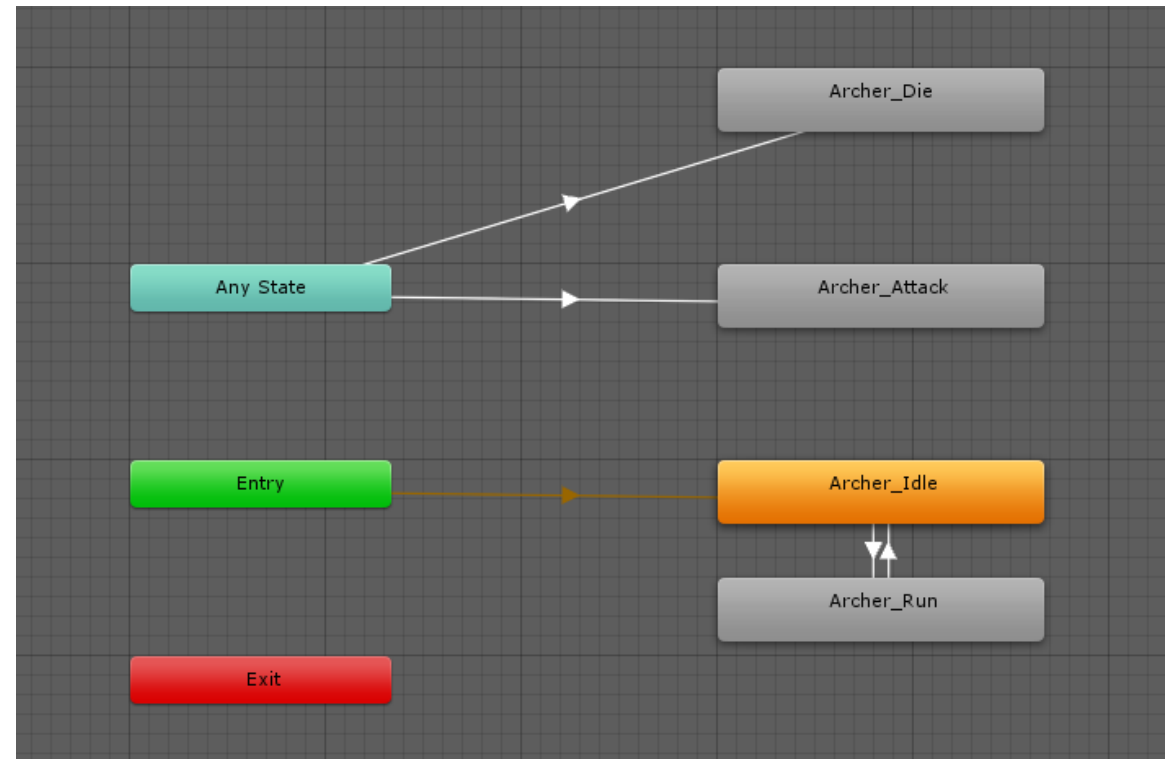 Archer_Die
Any State
Archer_Attack
Entry
Archer_Idle
Archer_Run
Exit